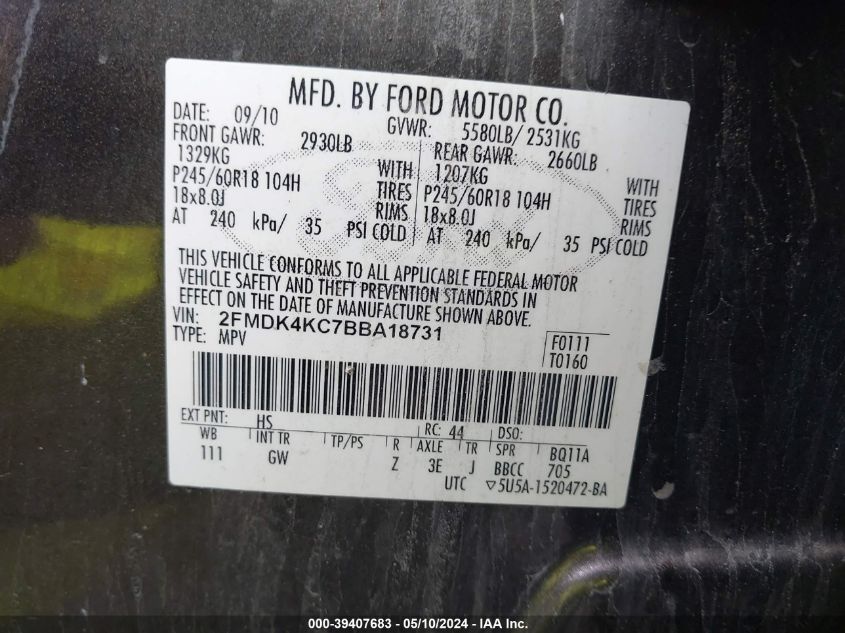 MFD. BY FORD MOTOR CO.
DATE: 09/10 GVWR: 5580LB/ 2531KG
FRONT GAWR: 2930LB REAR GAWR: 2660LB
1329KG WITH 1207KG WITH
P245/60R18 104H TIRES P245/60R18 104H TIRES
18x8.0J RIMS 18x8.0J RIMS
AT 240 kPa/ 35 PSI COLD AT 240 kPa/ 35 PSI COLD
THIS VEHICLE CONFORMS TO ALL APPLICABLE FEDERAL MOTOR
VEHICLE SAFETY AND THEFT PREVENTION STANDARDS IN
EFFECT ON THE DATE OF MANUFACTURE SHOWN ABOVE.
VIN: 2FMDK4KC7BBA18731
TYPE: MPV F0111
T0160
EXT PNT: HS RC: 44 DSO:
WB INT TR TP/PS R AXLE TR SPR BQ11A
111 GW Z 3E J BBCC 705
UTC ▽5U5A-1520472-BA
000-39407683 - 05/10/2024 - IAA Inc.